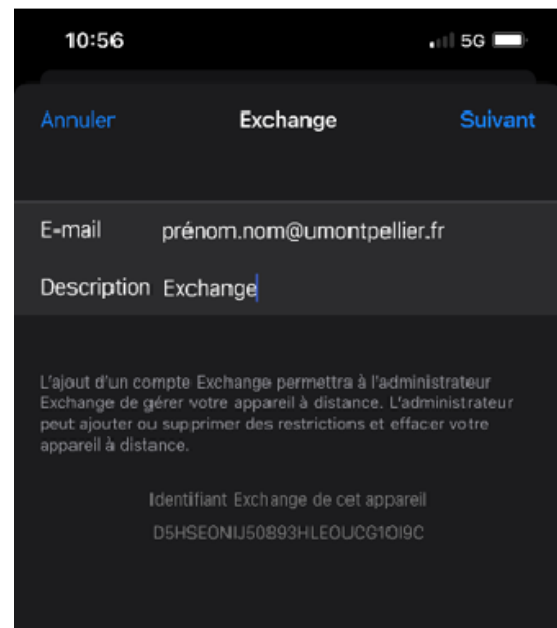 10:56 5G
Annuler Exchange Suivant
E-mail prénom.nom@umontpellier.fr
Description Exchange
L'ajout d'un compte Exchange permettra à l'administrateur
Exchange de gérer votre appareil à distance. L'administrateur
peut ajouter ou supprimer des restrictions et effacer votre
appareil à distance.
Identifiant Exchange de cet appareil
D5HSEONIJ50893HLEOUCG1OI9C